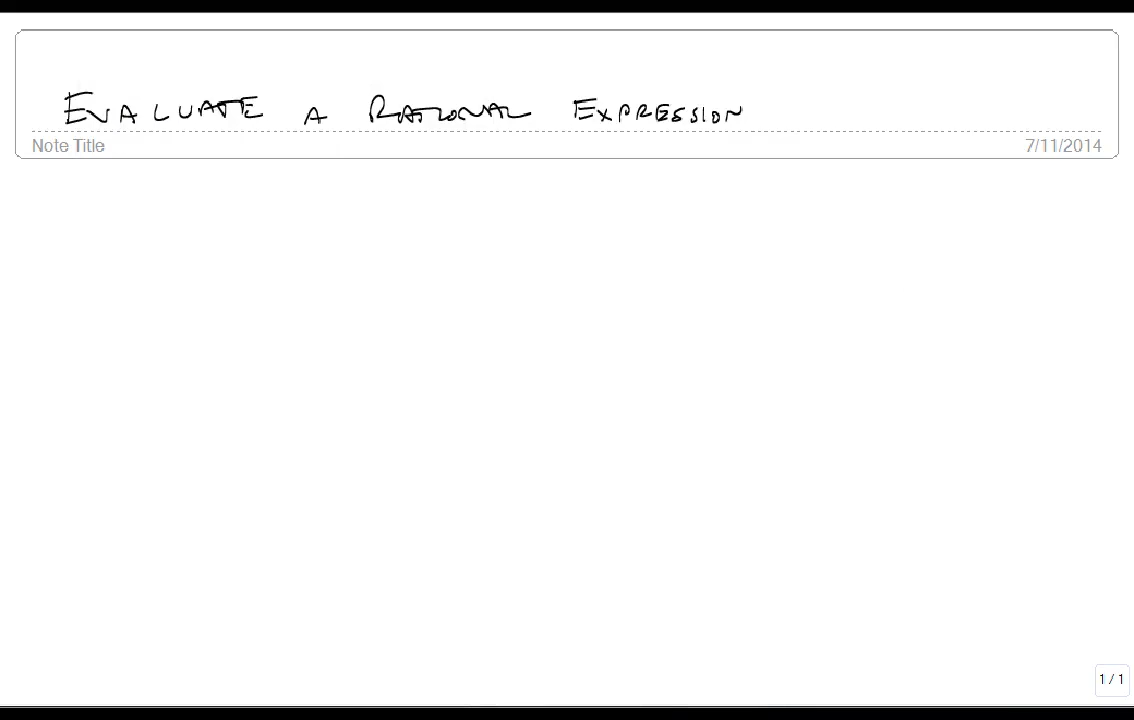 EVALUATE A RATIONAL EXPRESSION
Note Title
7/11/2014
1 / 1